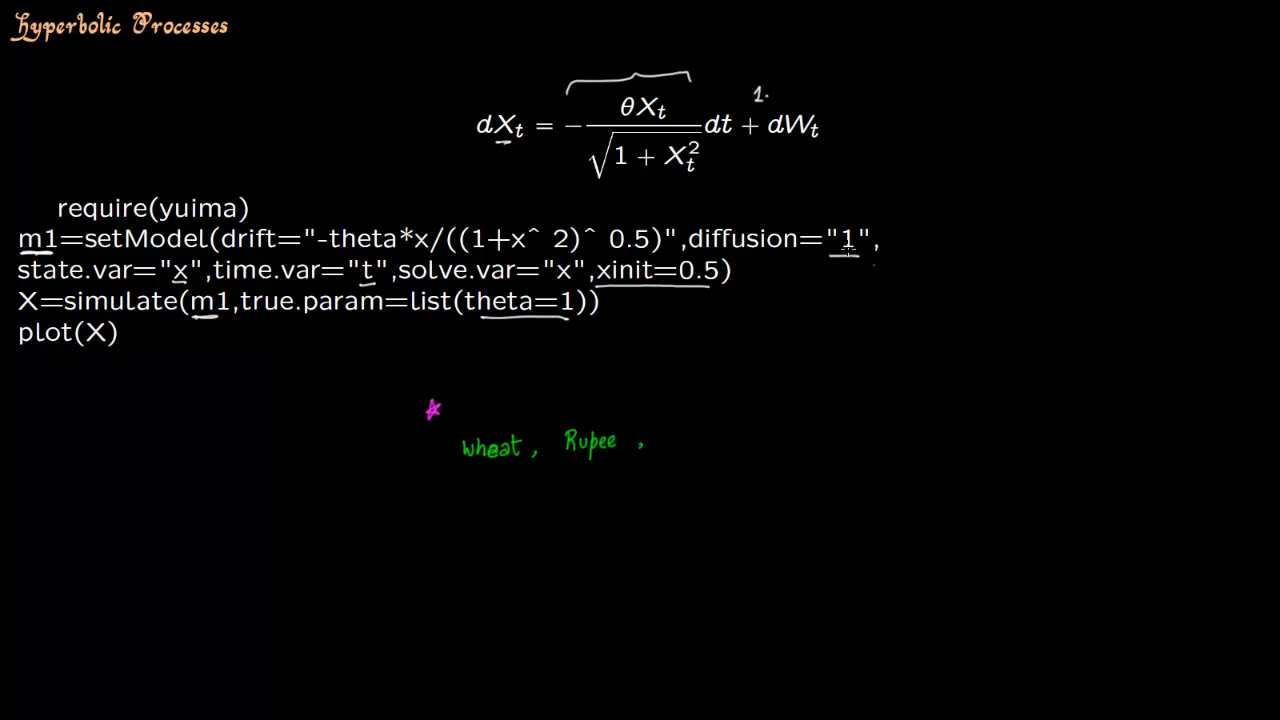 Hyperbolic Processes
1.
dX_t = − θX_t / √(1 + X_t^2) dt + dW_t
require(yuima)
m1=setModel(drift="-theta*x/((1+x^ 2)^ 0.5)",diffusion="1",
state.var="x",time.var="t",solve.var="x",xinit=0.5)
X=simulate(m1,true.param=list(theta=1))
plot(X)
wheat, Rupee,